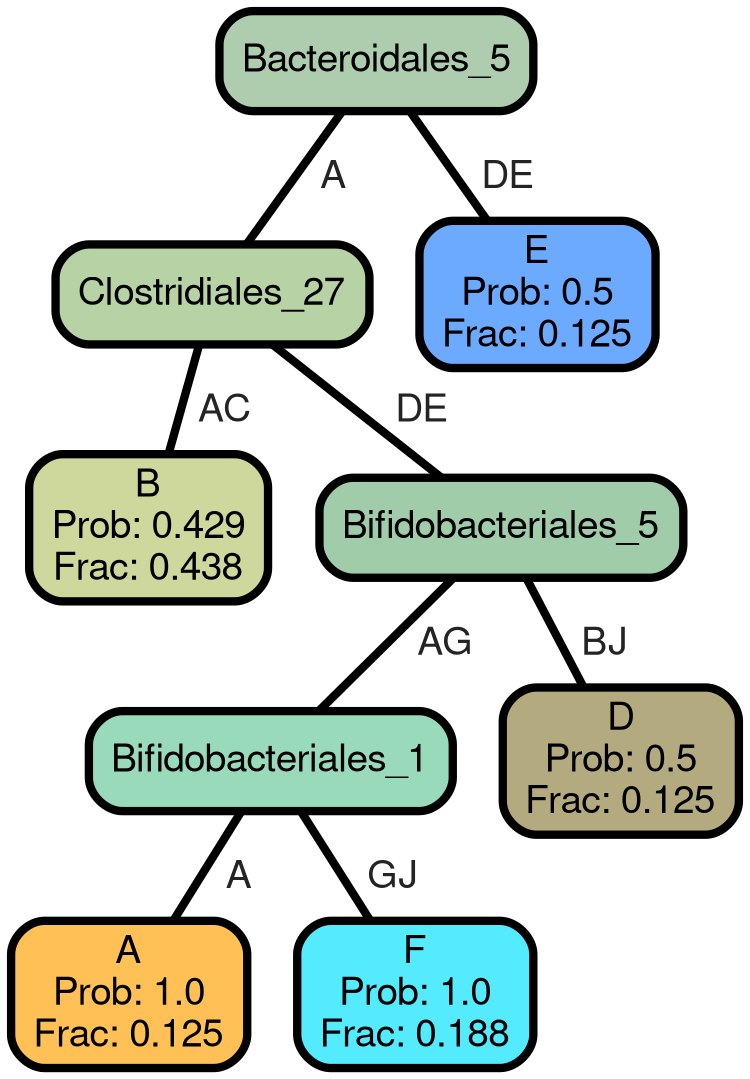 Bacteroidales_5
A
DE
Clostridiales_27
E
Prob: 0.5
Frac: 0.125
AC
DE
B
Prob: 0.429
Frac: 0.438
Bifidobacteriales_5
AG
BJ
Bifidobacteriales_1
D
Prob: 0.5
Frac: 0.125
A
GJ
A
Prob: 1.0
Frac: 0.125
F
Prob: 1.0
Frac: 0.188